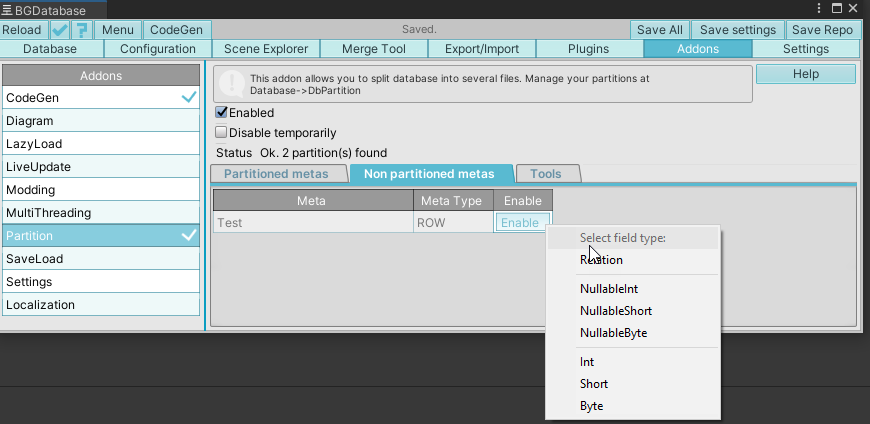 BGDatabase
Reload
?
Menu
CodeGen
Saved.
Save All
Save settings
Save Repo
Database
Configuration
Scene Explorer
Merge Tool
Export/Import
Plugins
Addons
Settings
Addons
CodeGen
Diagram
LazyLoad
LiveUpdate
Modding
MultiThreading
Partition
SaveLoad
Settings
Localization
This addon allows you to split database into several files. Manage your partitions at
Database->DbPartition
Help
Enabled
Disable temporarily
Status Ok. 2 partition(s) found
Partitioned metas
Non partitioned metas
Tools
Meta
Meta Type
Enable
Test
ROW
Enable
Select field type:
Relation
NullableInt
NullableShort
NullableByte
Int
Short
Byte